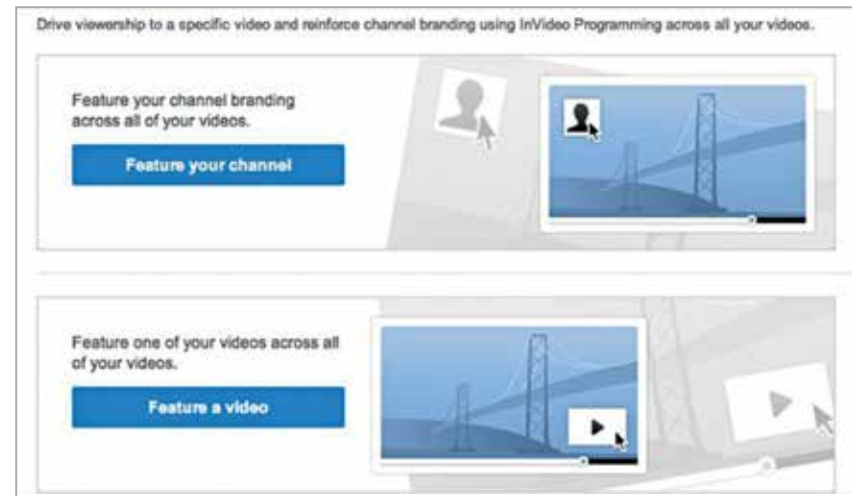 Drive viewership to a specific video and reinforce channel branding using InVideo Programming across all your videos.
Feature your channel branding
across all of your videos.
Feature your channel
Feature one of your videos across all
of your videos.
Feature a video